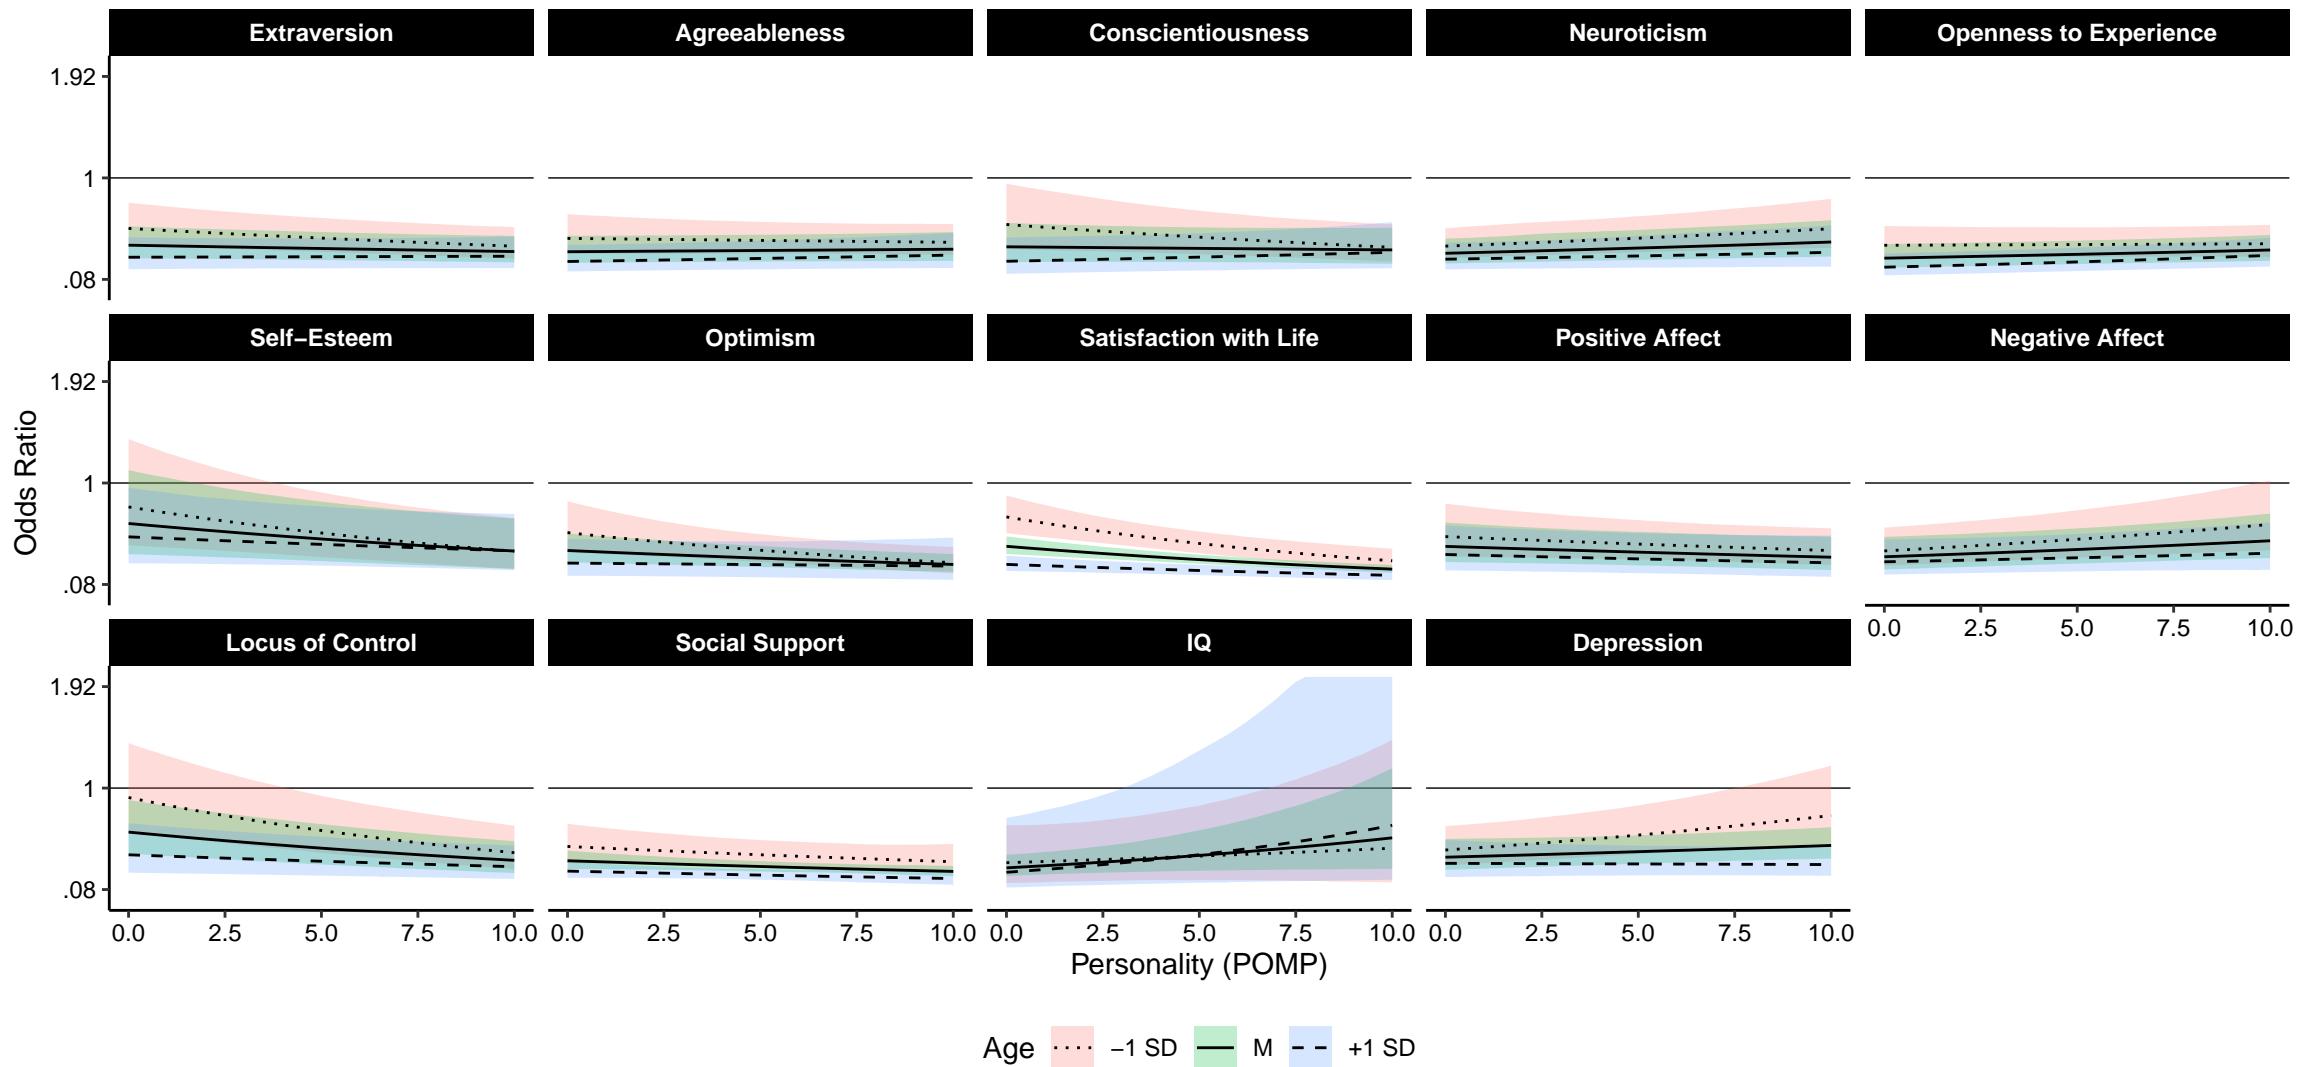 Extraversion Agreeableness Conscientiousness Neuroticism Openness to Experience
1.92
1
.08
Self−Esteem Optimism Satisfaction with Life Positive Affect Negative Affect
1.92
1
.08
Odds Ratio
0.0 2.5 5.0 7.5 10.0
Locus of Control Social Support IQ Depression
1.92
1
.08
0.0 2.5 5.0 7.5 10.0 0.0 2.5 5.0 7.5 10.0 0.0 2.5 5.0 7.5 10.0 0.0 2.5 5.0 7.5 10.0
Personality (POMP)
Age −1 SD M +1 SD